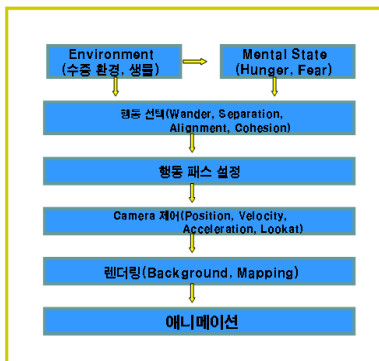 Environment
(수중 환경, 생물)
Mental State
(Hunger, Fear)
행동 선택(Wander, Separation,
Alignment, Cohesion)
행동 패스 설정
Camera 제어(Position, Velocity,
Acceleration, Lookat)
렌더링(Background, Mapping)
애니메이션